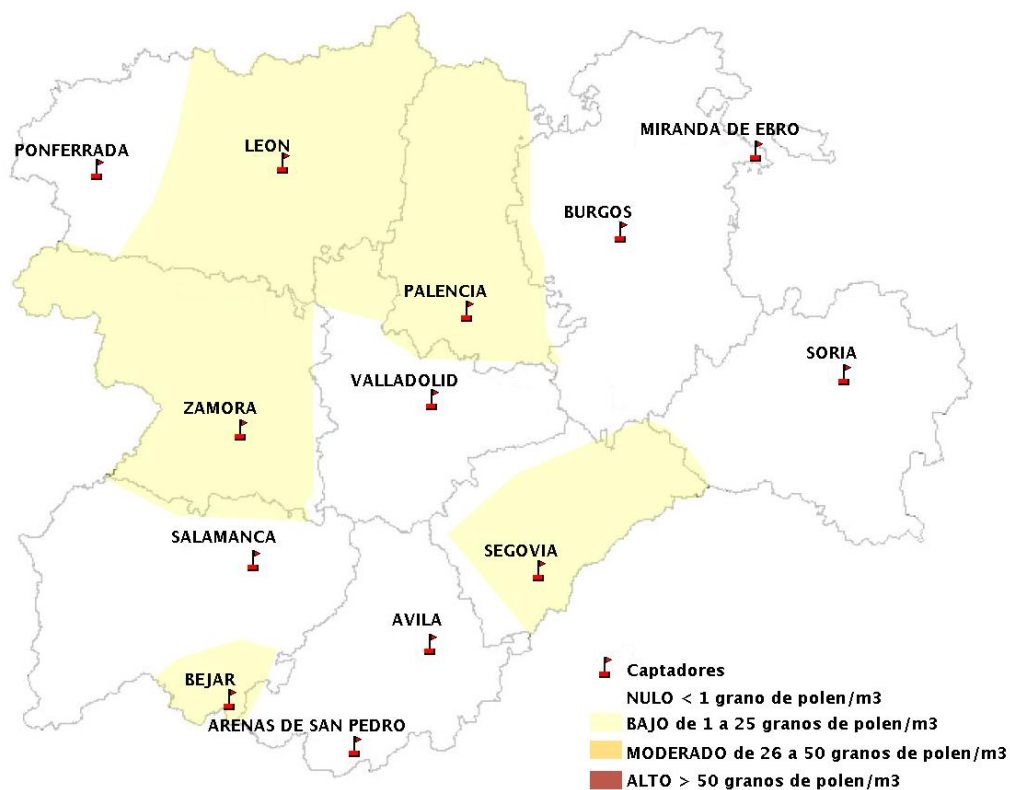 MIRANDA DE EBRO
PONFERRADA
LEON
BURGOS
PALENCIA
SORIA
VALLADOLID
ZAMORA
SALAMANCA
SEGOVIA
AVILA
BEJAR
ARENAS DE SAN PEDRO
Captadores
NULO < 1 grano de polen/m3
BAJO de 1 a 25 granos de polen/m3
MODERADO de 26 a 50 granos de polen/m3
ALTO > 50 granos de polen/m3